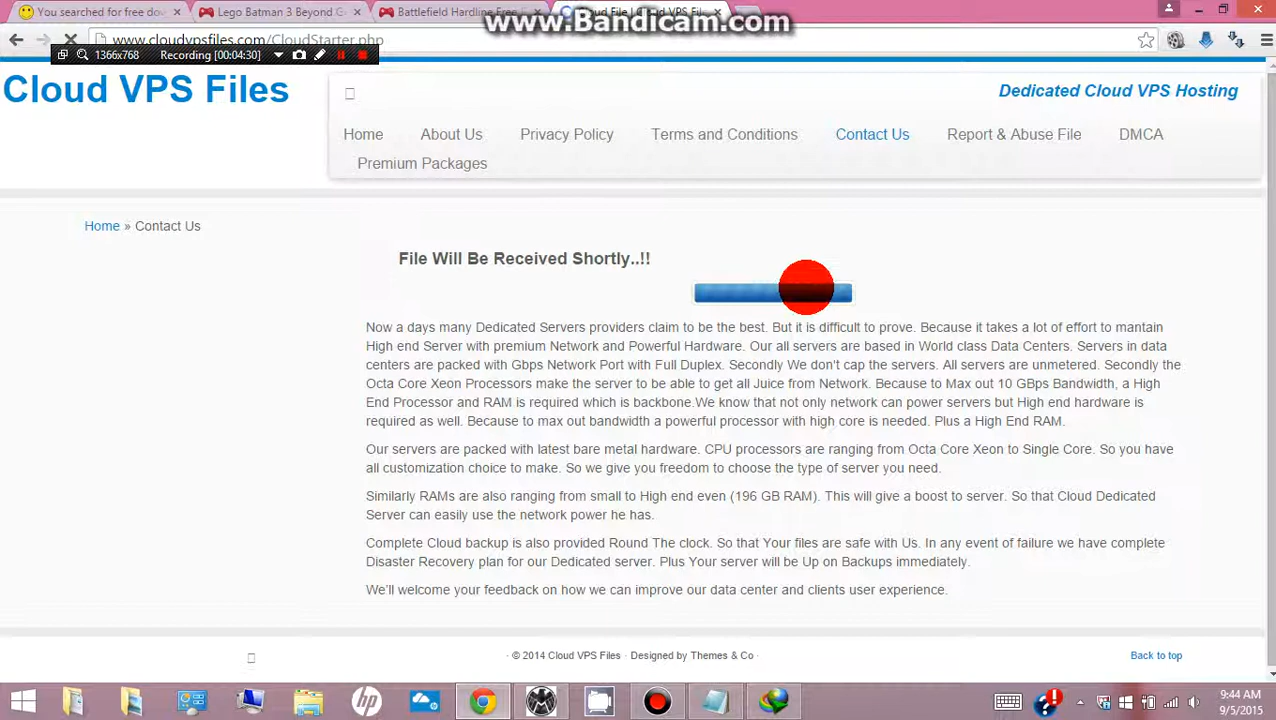 www.Bandicam.com
You searched for free dow
Lego Batman 3 Beyond G
Battlefield Hardline Free
Cloud VPS Fil
www.cloudvpsfiles.com/CloudStarter.php
1366x768 Recording [00:04:30]
Cloud VPS Files
Dedicated Cloud VPS Hosting
Home About Us Privacy Policy Terms and Conditions Contact Us Report & Abuse File DMCA
Premium Packages
Home » Contact Us
File Will Be Received Shortly..!!
Now a days many Dedicated Servers providers claim to be the best. But it is difficult to prove. Because it takes a lot of effort to mantain
High end Server with premium Network and Powerful Hardware. Our all servers are based in World class Data Centers. Servers in data
centers are packed with Gbps Network Port with Full Duplex. Secondly We don't cap the servers. All servers are unmetered. Secondly the
Octa Core Xeon Processors make the server to be able to get all Juice from Network. Because to Max out 10 GBps Bandwidth, a High
End Processor and RAM is required which is backbone.We know that not only network can power servers but High end hardware is
required as well. Because to max out bandwidth a powerful processor with high core is needed. Plus a High End RAM.
Our servers are packed with latest bare metal hardware. CPU processors are ranging from Octa Core Xeon to Single Core. So you have
all customization choice to make. So we give you freedom to choose the type of server you need.
Similarly RAMs are also ranging from small to High end even (196 GB RAM). This will give a boost to server. So that Cloud Dedicated
Server can easily use the network power he has.
Complete Cloud backup is also provided Round The clock. So that Your files are safe with Us. In any event of failure we have complete
Disaster Recovery plan for our Dedicated server. Plus Your server will be Up on Backups immediately.
We'll welcome your feedback on how we can improve our data center and clients user experience.
· © 2014 Cloud VPS Files · Designed by Themes & Co ·
Back to top
hp
9:44 AM
9/5/2015